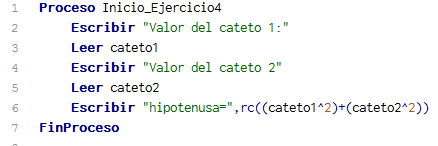 1 Proceso Inicio_Ejercicio4
2 Escribir "Valor del cateto 1:"
3 Leer cateto1
4 Escribir "Valor del cateto 2"
5 Leer cateto2
6 Escribir "hipotenusa=",rc((cateto1^2)+(cateto2^2))
7 FinProceso